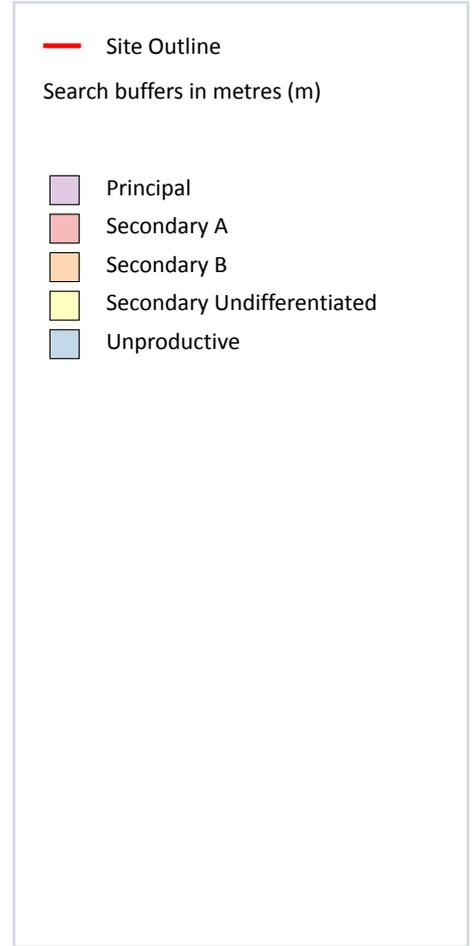 Site Outline
Search buffers in metres (m)
Principal
Secondary A
Secondary B
Secondary Undifferentiated
Unproductive